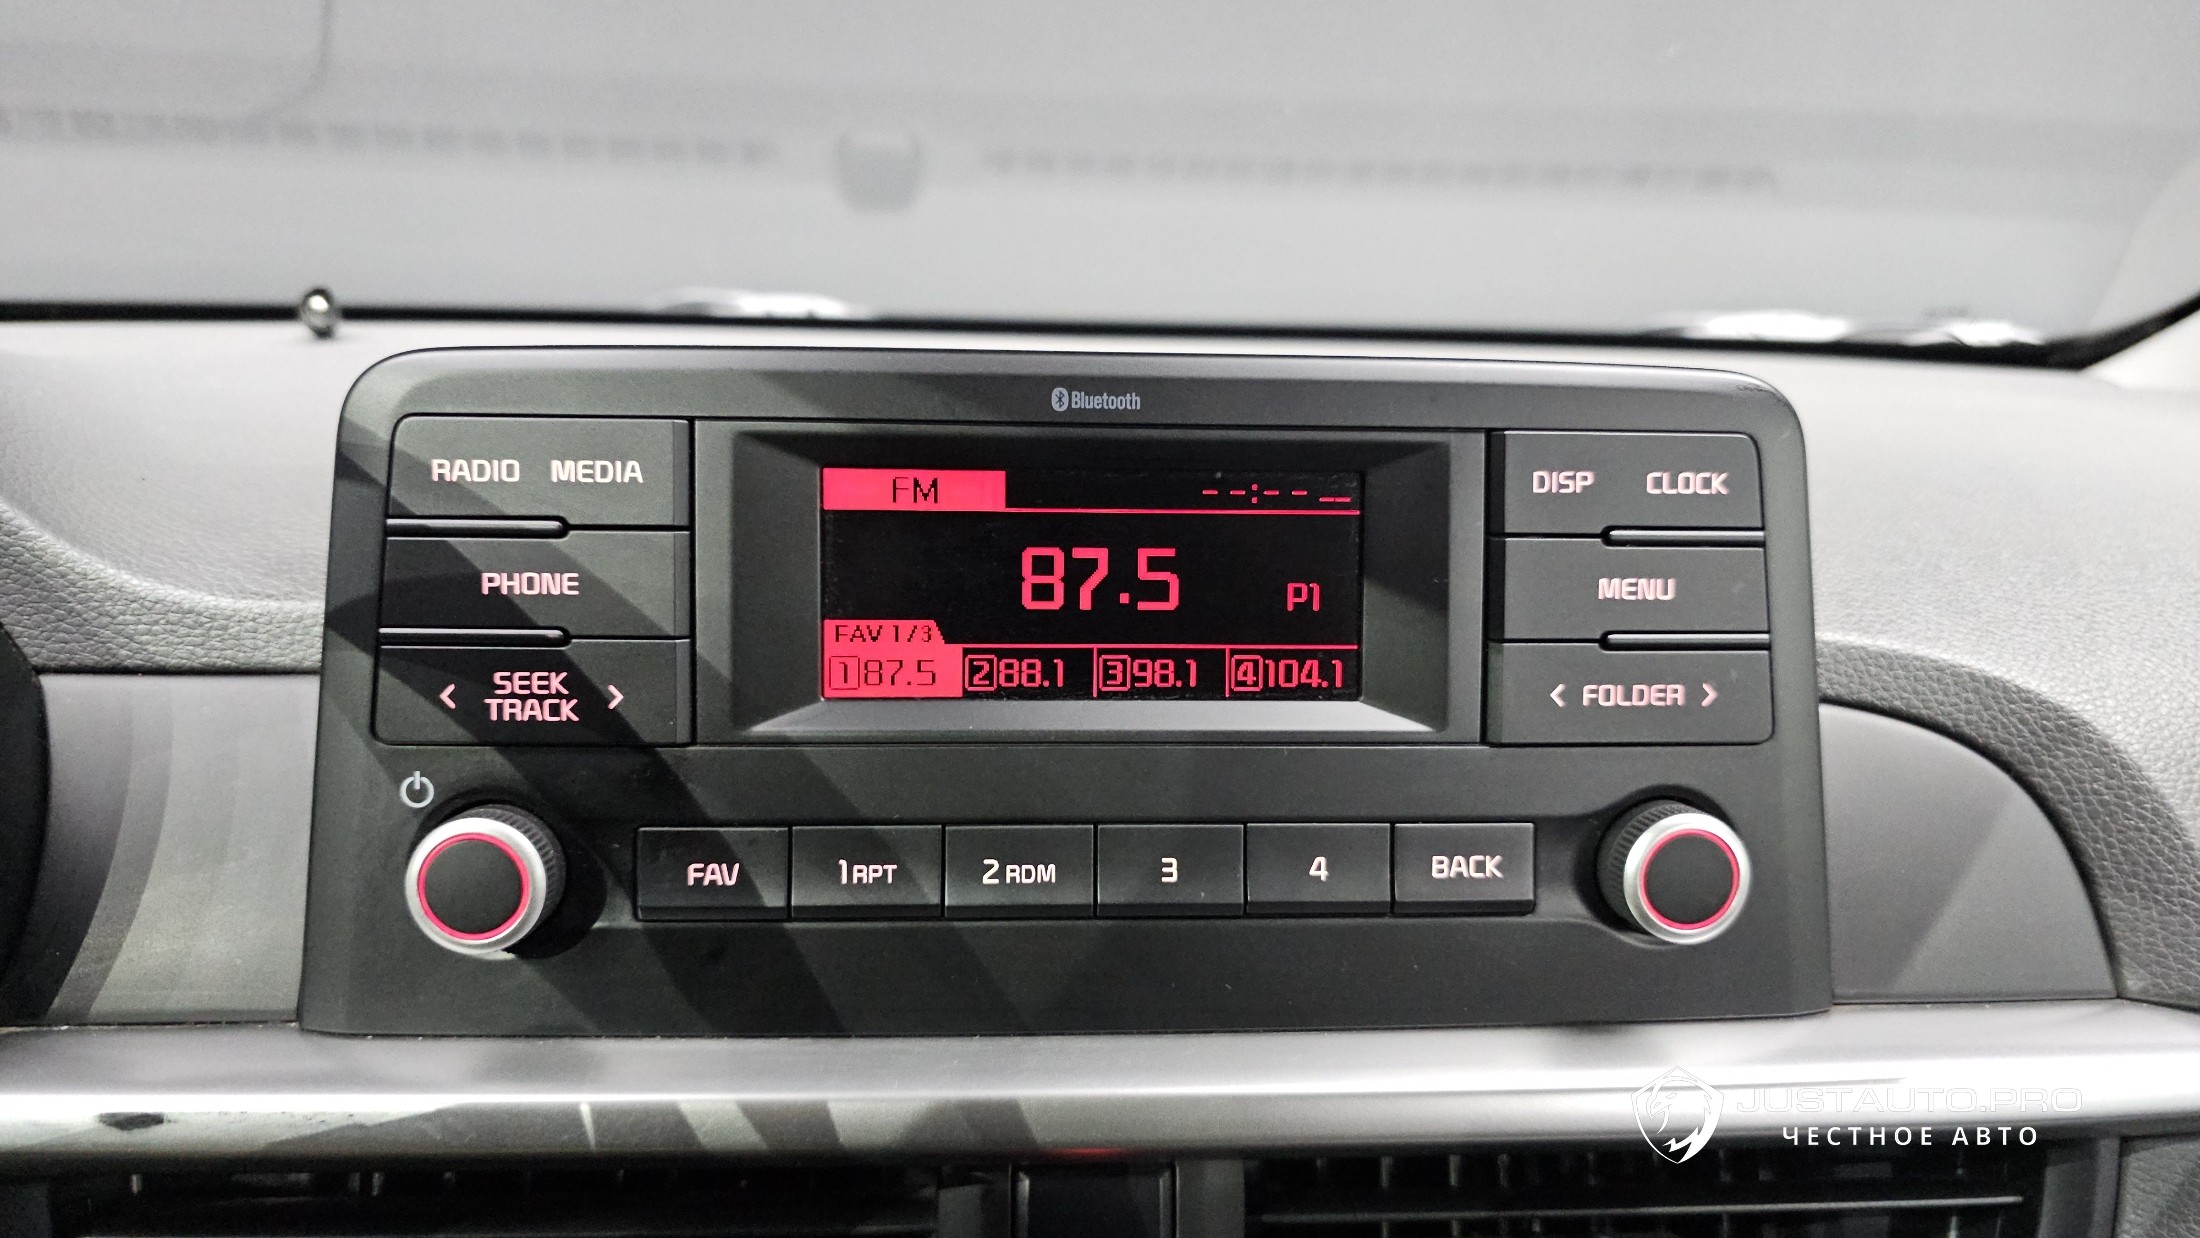 Bluetooth
RADIO MEDIA
PHONE
< SEEK TRACK >
FM --:-- __
87.5 P1
FAV 1/3
1 87.5 2 88.1 3 98.1 4 104.1
DISP CLOCK
MENU
< FOLDER >
FAV 1 RPT 2 RDM 3 4 BACK
JUSTAUTO.PRO
ЧЕСТНОЕ АВТО